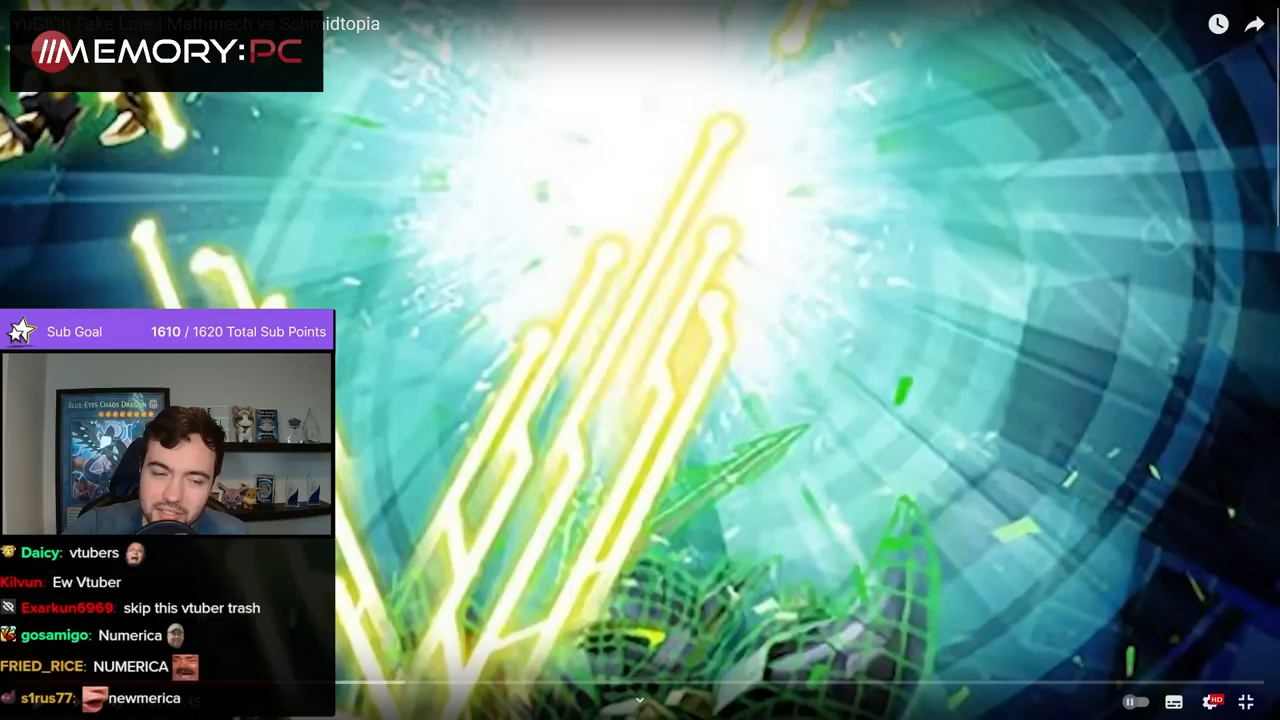 YuGiOh Fake Lore | Mathmech vs Schmidtopia
MEMORY:PC
Sub Goal 1610 / 1620 Total Sub Points
BLUE-EYES CHAOS DRAGON
Daicy: vtubers
Kilvun: Ew Vtuber
Exarkun6969: skip this vtuber trash
gosamigo: Numerica
FRIED_RICE: NUMERICA
s1rus77: newmerica
HD